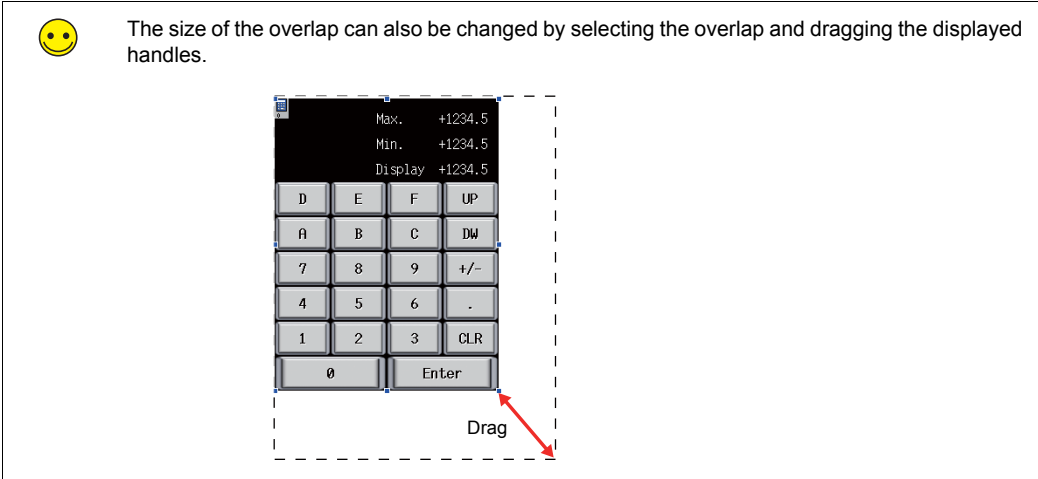 The size of the overlap can also be changed by selecting the overlap and dragging the displayed
handles.
0
Max. +1234.5
Min. +1234.5
Display +1234.5
D E F UP
A B C DW
7 8 9 +/-
4 5 6 .
1 2 3 CLR
0 Enter
Drag